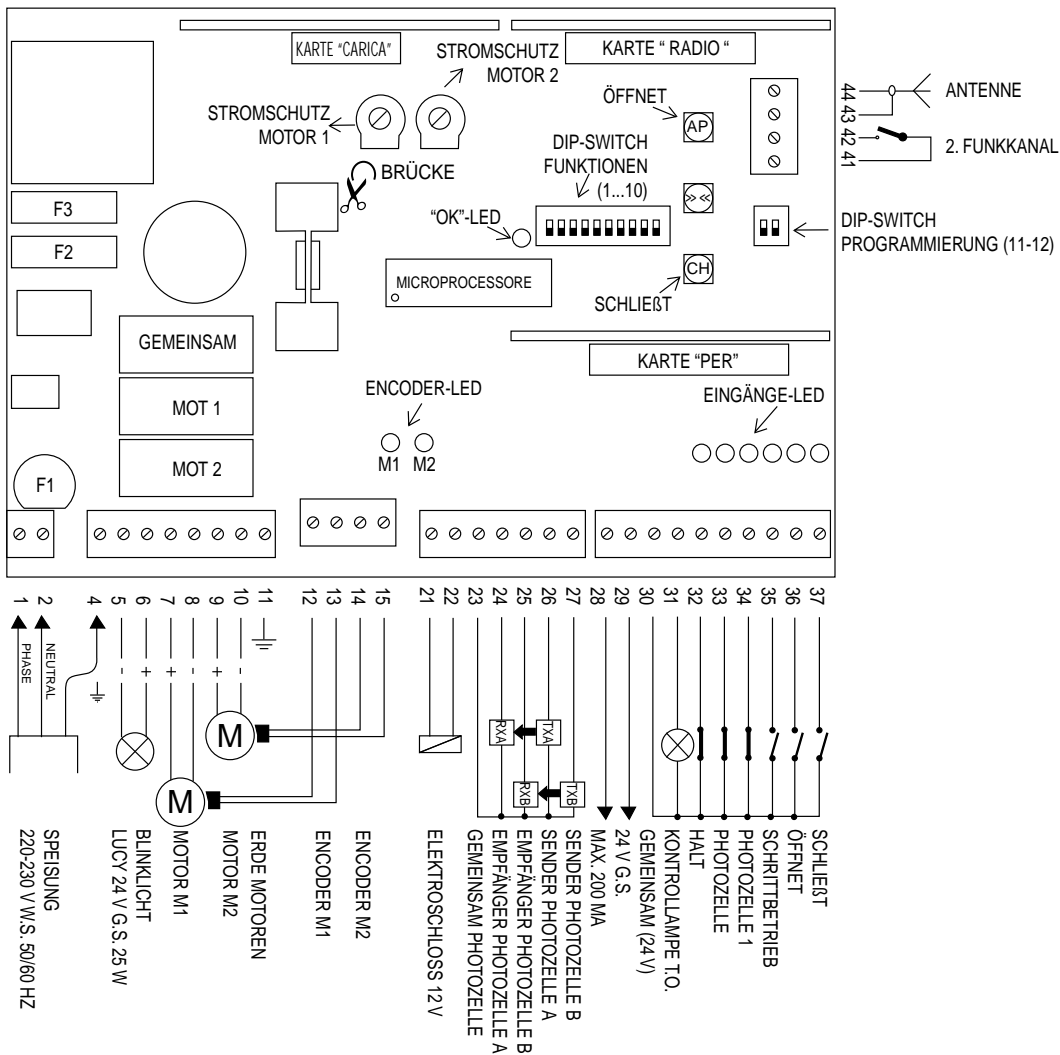 KARTE "CARICA"
KARTE " RADIO "
STROMSCHUTZ
MOTOR 2
STROMSCHUTZ
MOTOR 1
ÖFFNET
AP
DIP-SWITCH
FUNKTIONEN
(1...10)
BRÜCKE
"OK"-LED
>> <<
CH
SCHLIEßT
MICROPROCESSORE
44
43
42
41
ANTENNE
2. FUNKKANAL
DIP-SWITCH
PROGRAMMIERUNG (11-12)
F3
F2
GEMEINSAM
MOT 1
MOT 2
F1
KARTE "PER"
ENCODER-LED
M1 M2
EINGÄNGE-LED
1 2 4 5 6 7 8 9 10 11 12 13 14 15 21 22 23 24 25 26 27 28 29 30 31 32 33 34 35 36 37
PHASE
NEUTRAL
- + + - + -
M
M
RXA
TXA
RXB
TXB
SPEISUNG
220-230 V W.S. 50/60 HZ
BLINKLICHT
LUCY 24 V G.S. 25 W
MOTOR M1
MOTOR M2
ERDE MOTOREN
ENCODER M1
ENCODER M2
ELEKTROSCHLOSS 12 V
GEMEINSAM PHOTOZELLE
EMPFÄNGER PHOTOZELLE A
EMPFÄNGER PHOTOZELLE B
SENDER PHOTOZELLE A
SENDER PHOTOZELLE B
MAX. 200 MA
24 V G.S.
GEMEINSAM (24 V)
KONTROLLAMPE T.O.
HALT
PHOTOZELLE
PHOTOZELLE 1
SCHRITTBETRIEB
ÖFFNET
SCHLIEßT